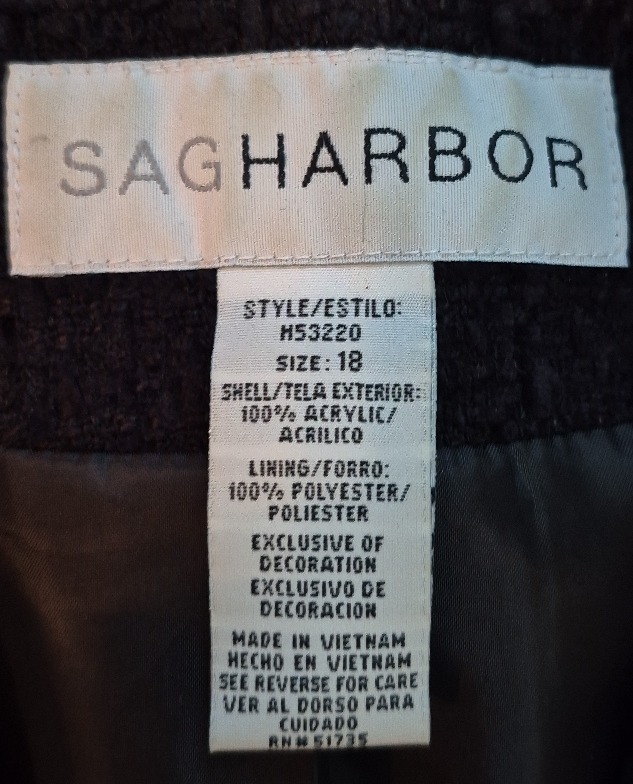 SAG HARBOR
STYLE/ESTILO:
H53220
SIZE: 18
SHELL/TELA EXTERIOR:
100% ACRYLIC/
ACRILICO
LINING/FORRO:
100% POLYESTER/
POLIESTER
EXCLUSIVE OF
DECORATION
EXCLUSIVO DE
DECORACION
MADE IN VIETNAM
HECHO EN VIETNAM
SEE REVERSE FOR CARE
VER AL DORSO PARA
CUIDADO
RN# 51735